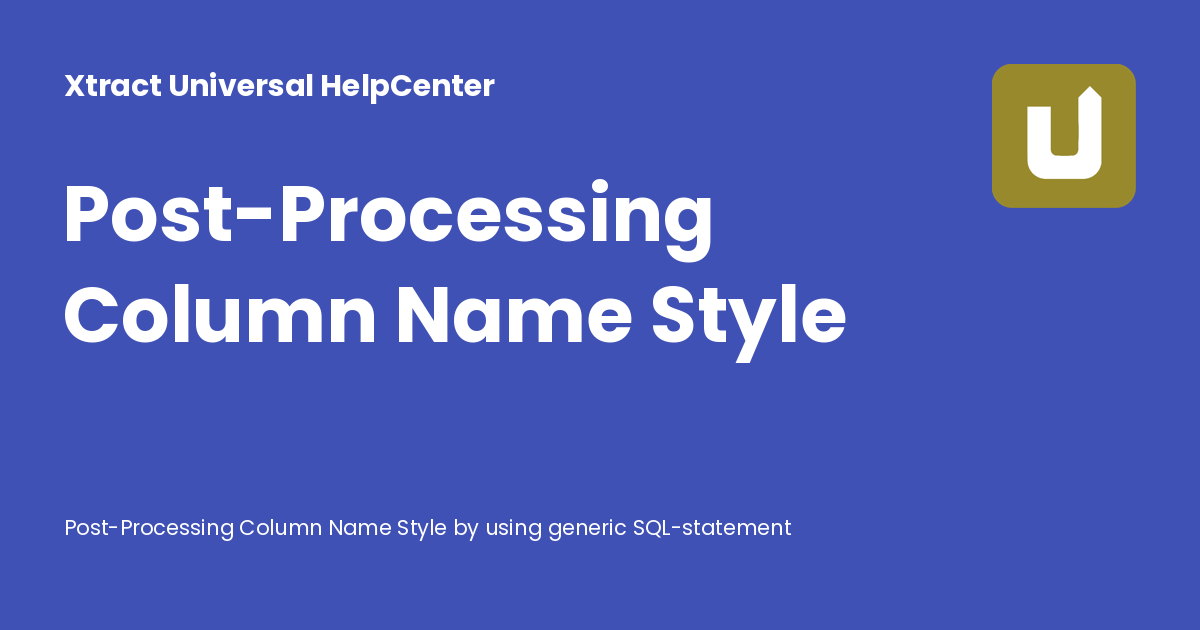 Xtract Universal HelpCenter
Post-Processing
Column Name Style
Post-Processing Column Name Style by using generic SQL-statement